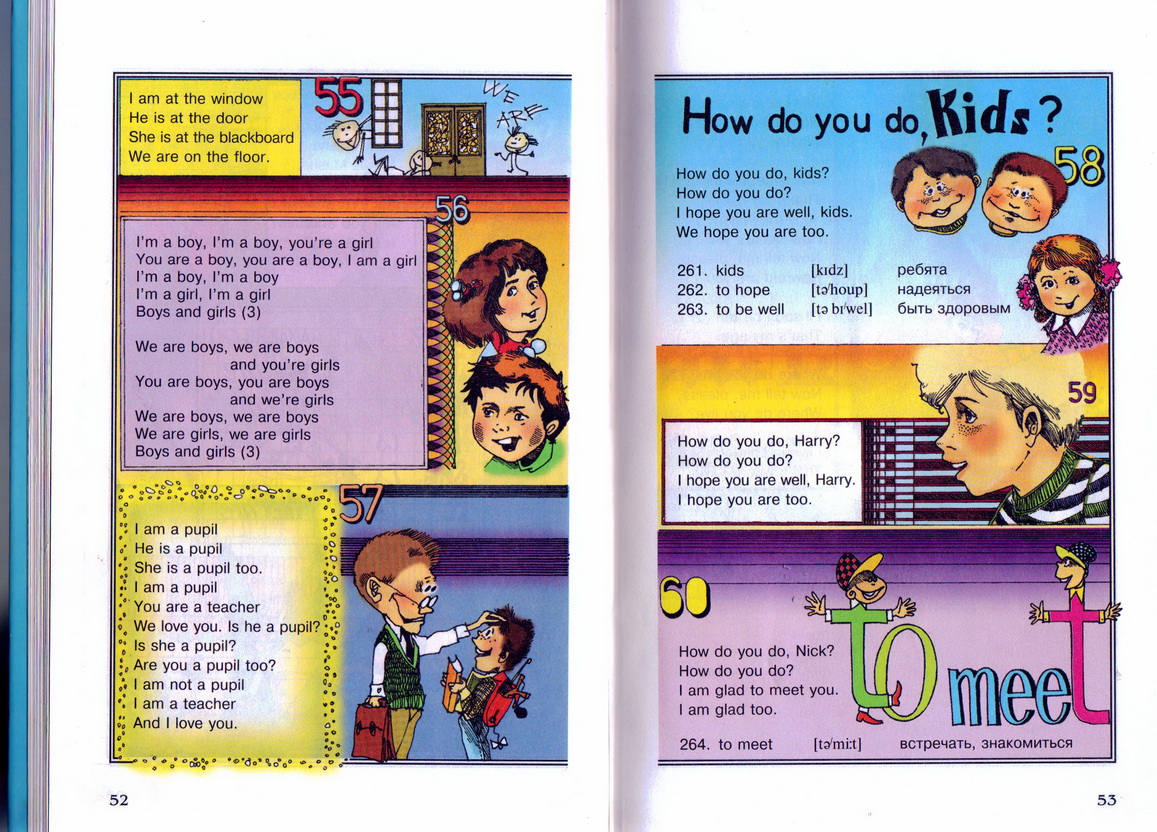 I am at the window
He is at the door
She is at the blackboard
We are on the floor.
55
WE
ARE
56
I'm a boy, I'm a boy, you're a girl
You are a boy, you are a boy, I am a girl
I'm a boy, I'm a boy
I'm a girl, I'm a girl
Boys and girls (3)
We are boys, we are boys
and you're girls
You are boys, you are boys
and we're girls
We are boys, we are boys
We are girls, we are girls
Boys and girls (3)
57
I am a pupil
He is a pupil
She is a pupil too.
I am a pupil
You are a teacher
We love you. Is he a pupil?
Is she a pupil?
Are you a pupil too?
I am not a pupil
I am a teacher
And I love you.
52
How do you do, Kids?
58
How do you do, kids?
How do you do?
I hope you are well, kids.
We hope you are too.
261. kids [kɪdz] ребята
262. to hope [tə′houp] надеяться
263. to be well [tə bɪ′wel] быть здоровым
59
How do you do, Harry?
How do you do?
I hope you are well, Harry.
I hope you are too.
60
How do you do, Nick?
How do you do?
I am glad to meet you.
I am glad too.
to meet
264. to meet [tə′mi:t] встречать, знакомиться
53